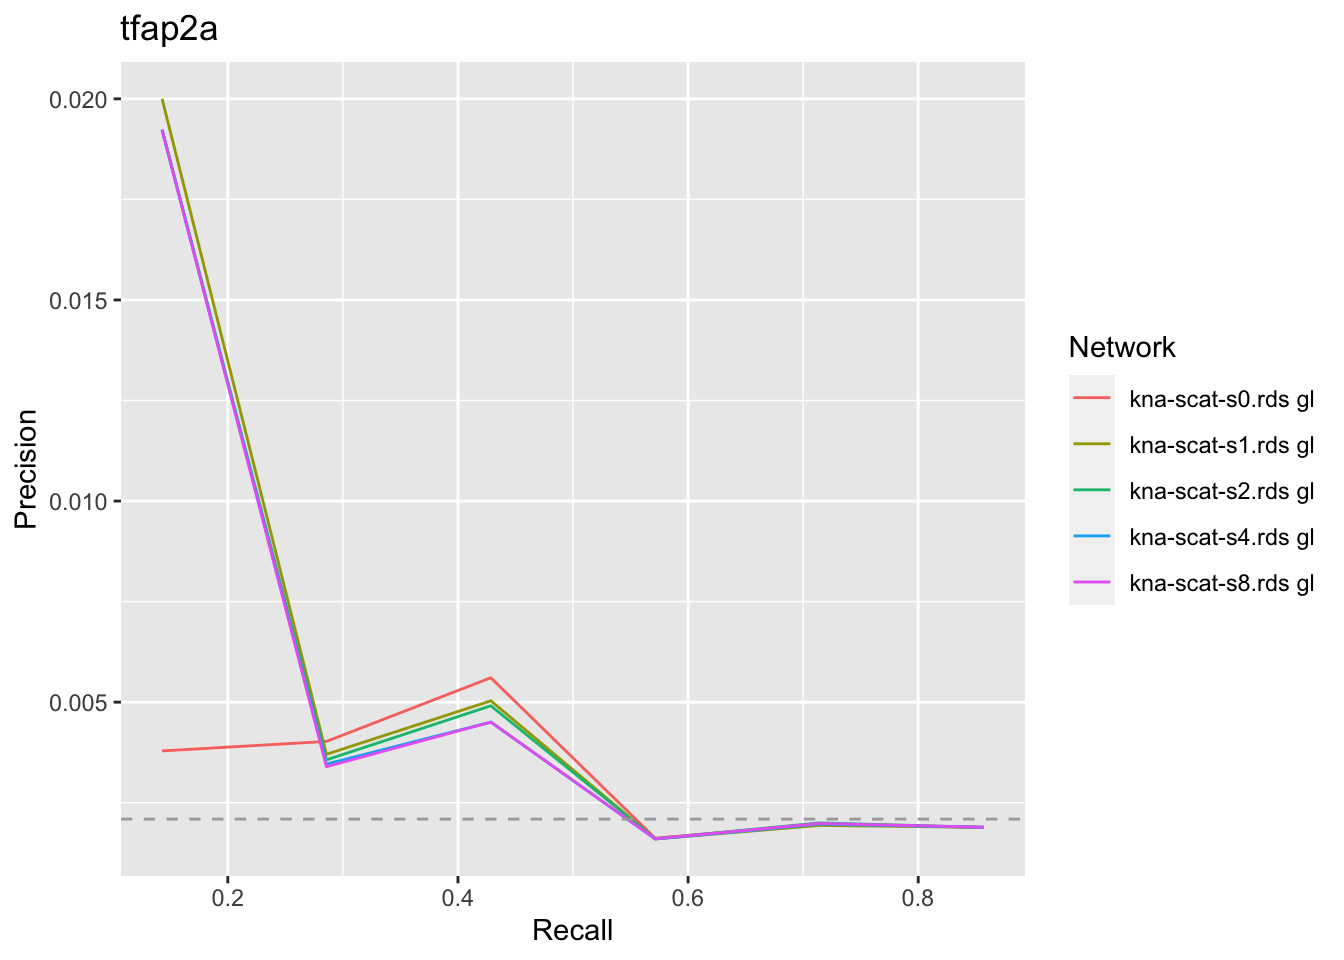 tfap2a
0.020
0.015
0.010
0.005
Precision
0.2
0.4
0.6
0.8
Recall
Network
kna-scat-s0.rds gl
kna-scat-s1.rds gl
kna-scat-s2.rds gl
kna-scat-s4.rds gl
kna-scat-s8.rds gl